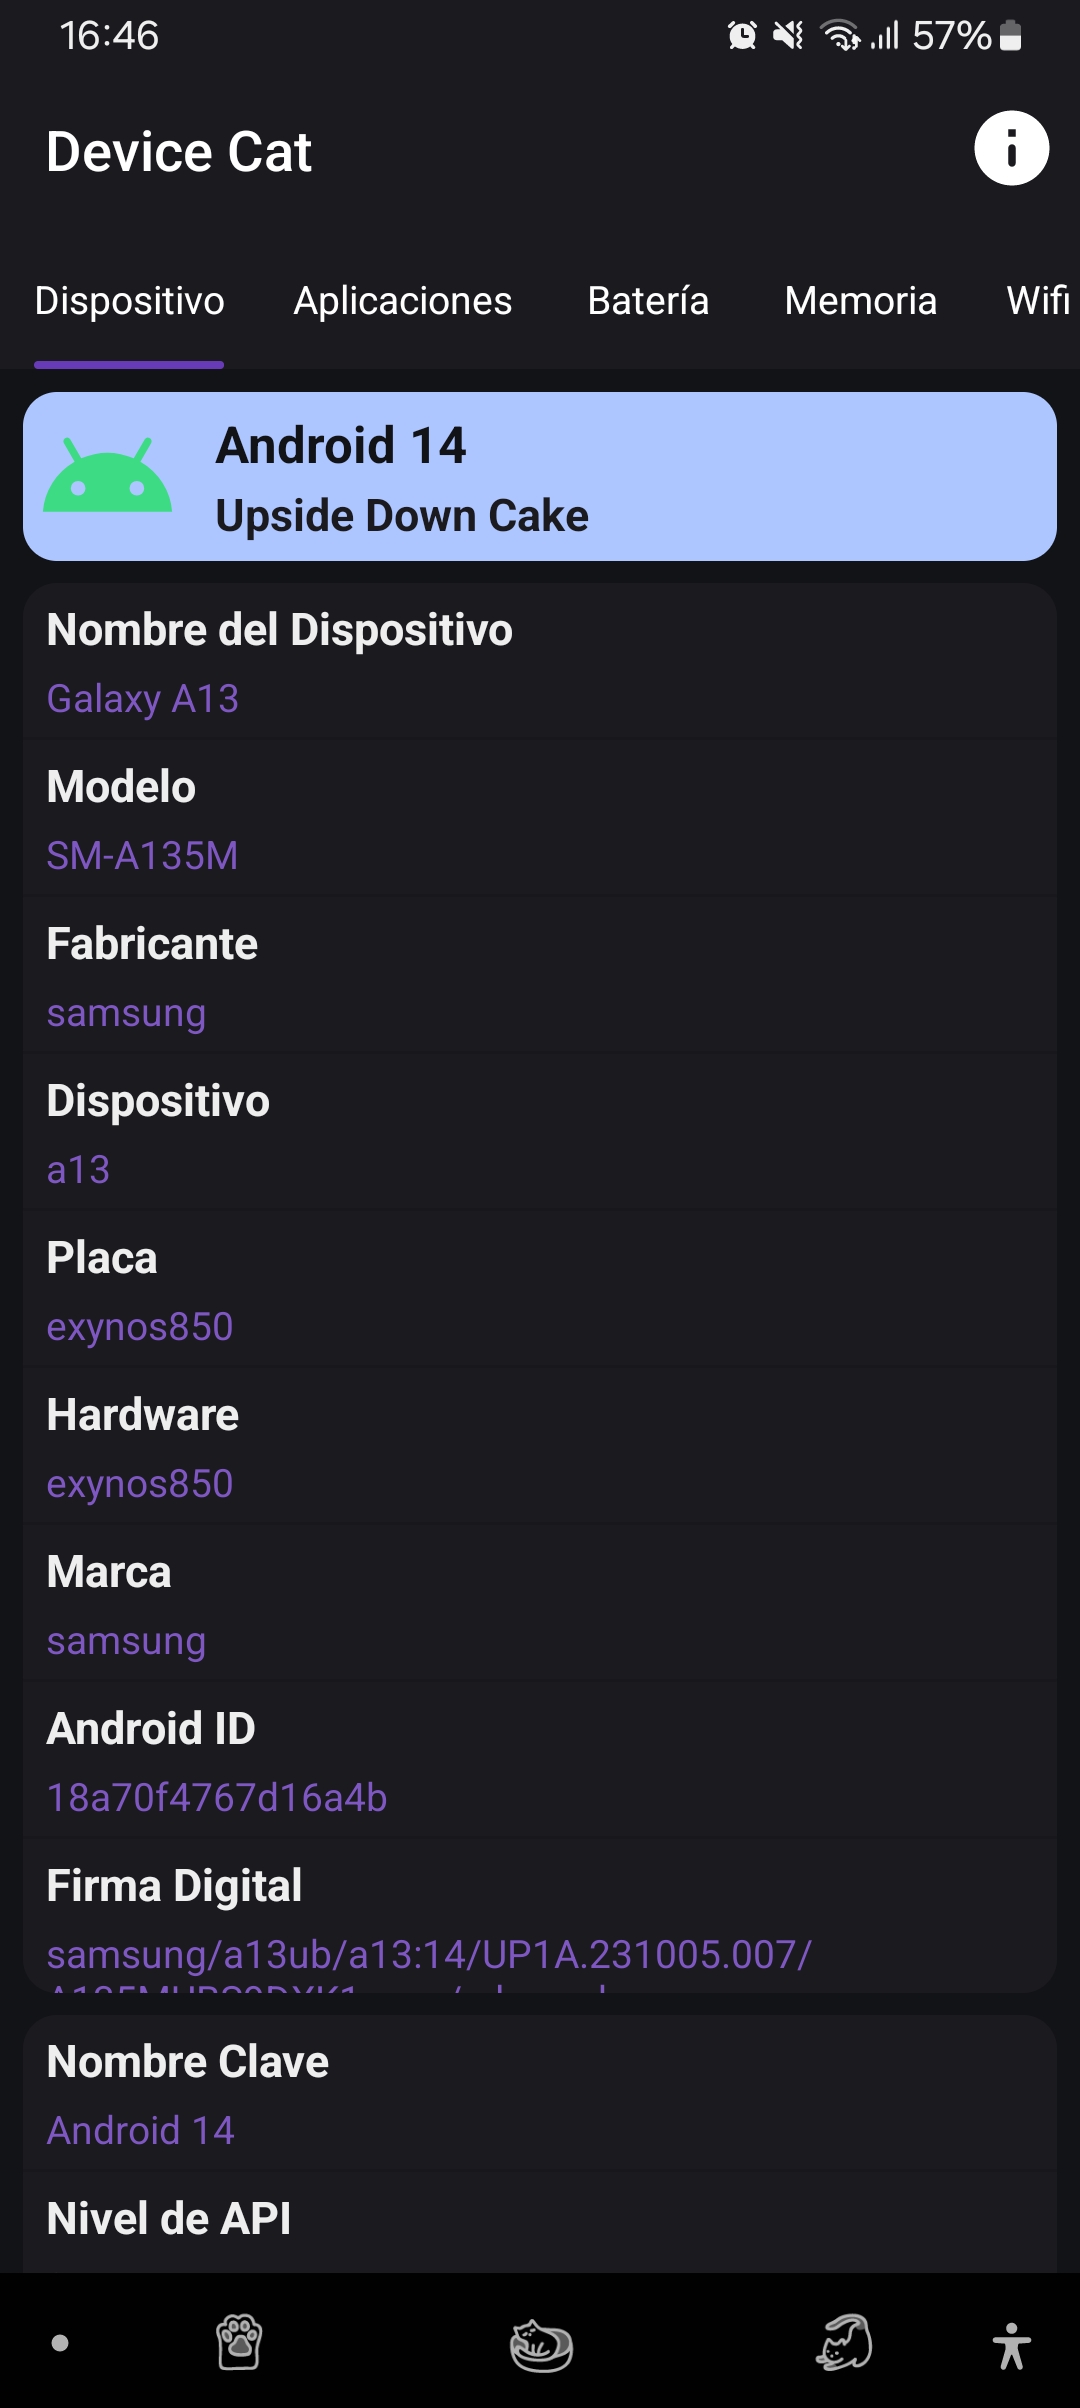 16:46
57%
Device Cat
Dispositivo
Aplicaciones
Batería
Memoria
Wifi
Android 14
Upside Down Cake
Nombre del Dispositivo
Galaxy A13
Modelo
SM-A135M
Fabricante
samsung
Dispositivo
a13
Placa
exynos850
Hardware
exynos850
Marca
samsung
Android ID
18a70f4767d16a4b
Firma Digital
samsung/a13ub/a13:14/UP1A.231005.007/
Nombre Clave
Android 14
Nivel de API